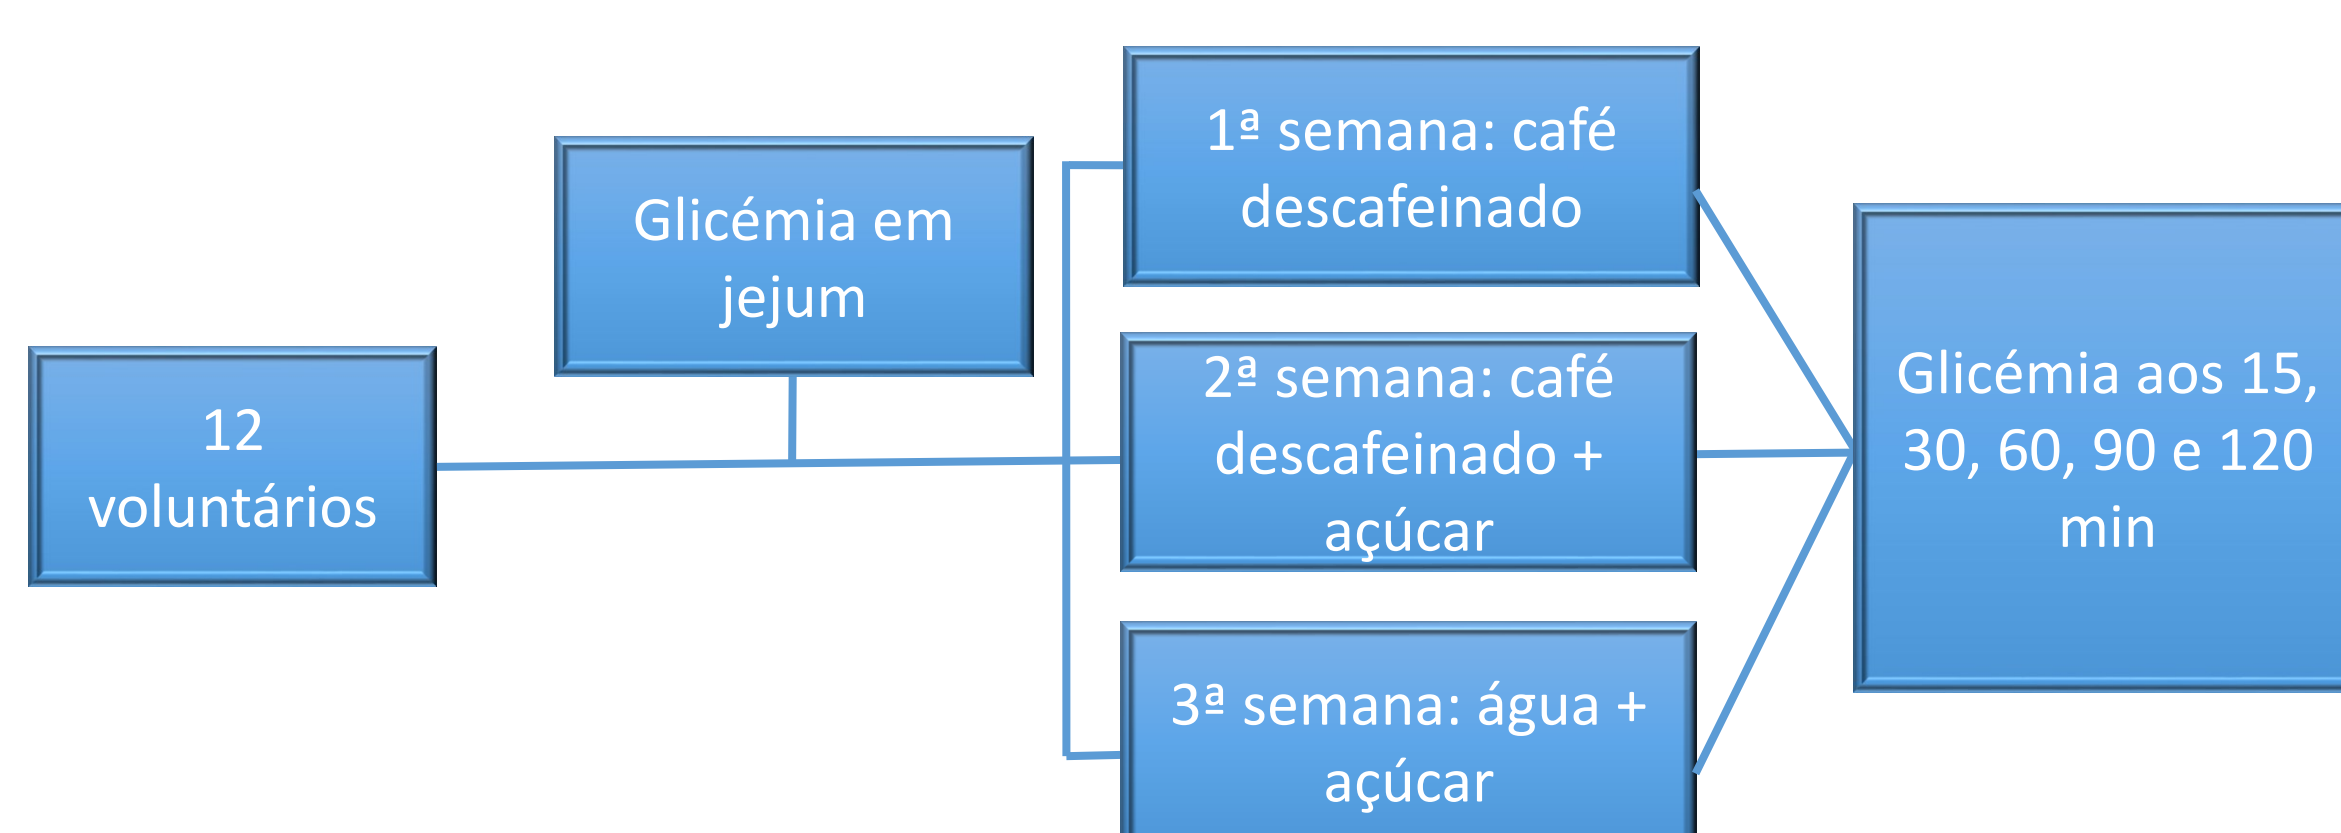 12
voluntários
Glicémia em
jejum
1ª semana: café
descafeinado
2ª semana: café
descafeinado +
açúcar
3ª semana: água +
açúcar
Glicémia aos 15,
30, 60, 90 e 120
min